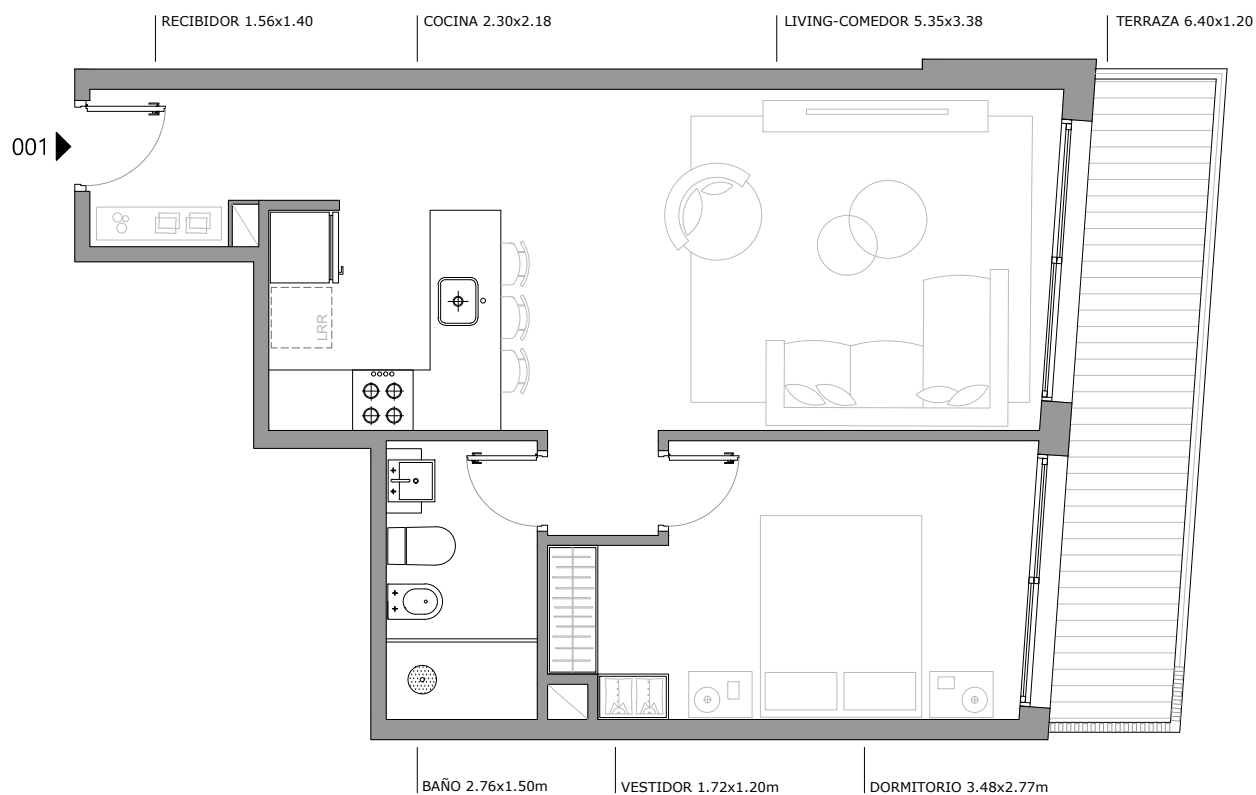 RECIBIDOR 1.56x1.40
COCINA 2.30x2.18
LIVING-COMEDOR 5.35x3.38
TERRAZA 6.40x1.20
001
LRR
BAÑO 2.76x1.50m
VESTIDOR 1.72x1.20m
DORMITORIO 3.48x2.77m